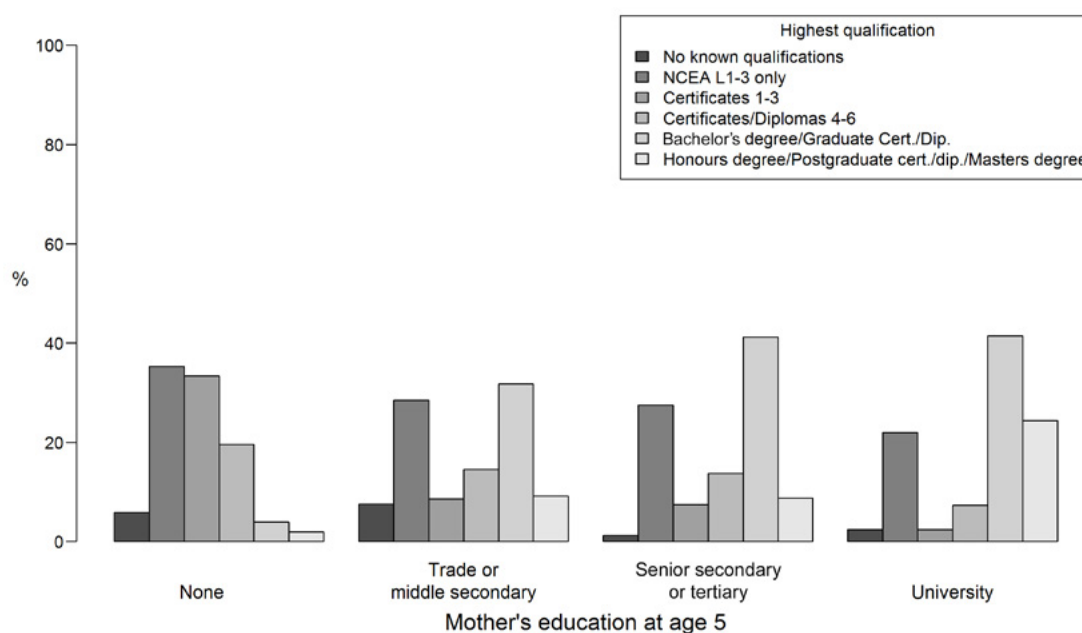 Highest qualification
No known qualifications
NCEA L1-3 only
Certificates 1-3
Certificates/Diplomas 4-6
Bachelor's degree/Graduate Cert./Dip.
Honours degree/Postgraduate cert./dip./Masters degree
100
80
60
%
40
20
0
None
Trade or
middle secondary
Senior secondary
or tertiary
University
Mother's education at age 5